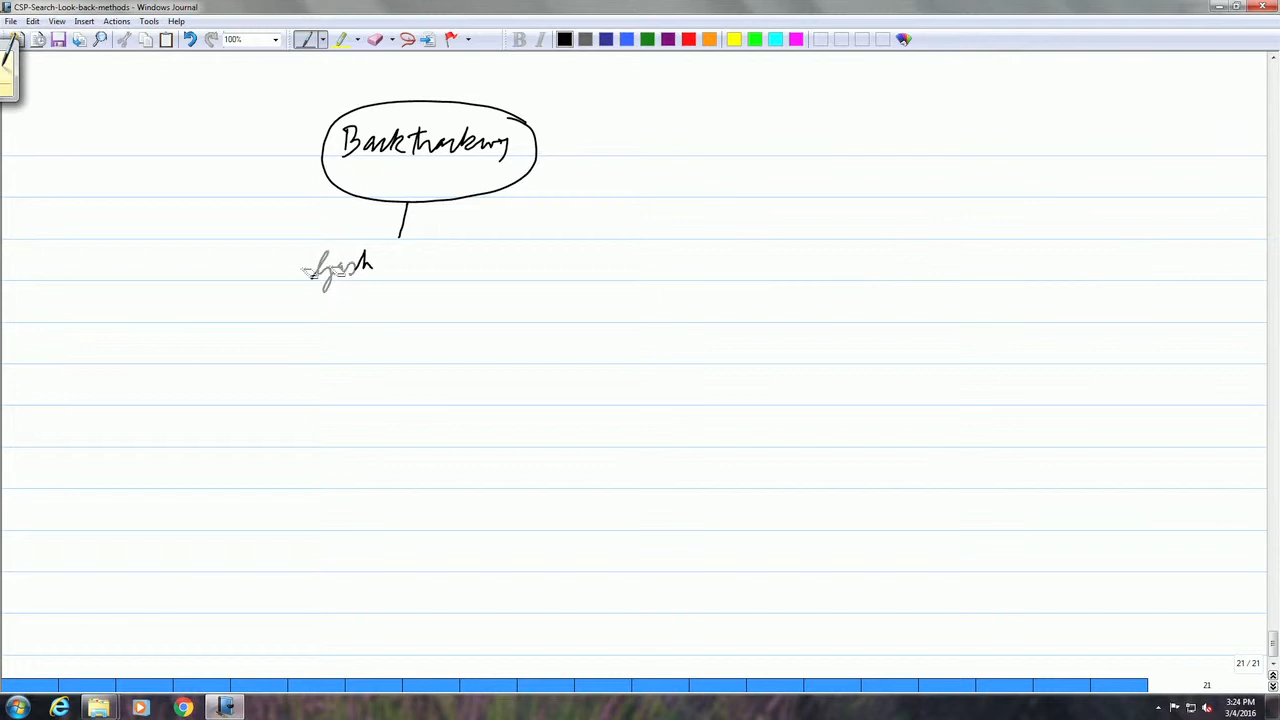 CSP-Search-Look-back-methods - Windows Journal
File Edit View Insert Actions Tools Help
100%
B I
Backtracking
21 / 21
21
3:24 PM
3/4/2016